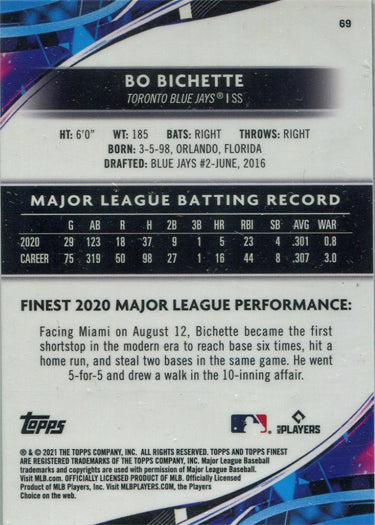 69
BO BICHETTE
TORONTO BLUE JAYS® | SS
HT: 6'0" WT: 185 BATS: RIGHT THROWS: RIGHT
BORN: 3-5-98, ORLANDO, FLORIDA
DRAFTED: BLUE JAYS #2-JUNE, 2016
MAJOR LEAGUE BATTING RECORD
G AB R H 2B 3B HR RBI SB AVG WAR
2020 29 123 18 37 9 1 5 23 4 .301 0.8
CAREER 75 319 50 98 27 1 16 44 8 .307 3.0
FINEST 2020 MAJOR LEAGUE PERFORMANCE:
Facing Miami on August 12, Bichette became the first
shortstop in the modern era to reach base six times, hit
a home run, and steal two bases in the same game. He went
5-for-5 and drew a walk in the 10-inning affair.
topps
MLB PLAYERS
® & © 2021 THE TOPPS COMPANY, INC. ALL RIGHTS RESERVED. TOPPS AND TOPPS FINEST
ARE REGISTERED TRADEMARKS OF THE TOPPS COMPANY, INC. Major League Baseball
trademarks and copyrights are used with permission of Major League Baseball.
Visit MLB.com. OFFICIALLY LICENSED PRODUCT OF MLB. Officially Licensed
Product of MLB Players, Inc. Visit MLBPLAYERS.com, the Players
Choice on the web.